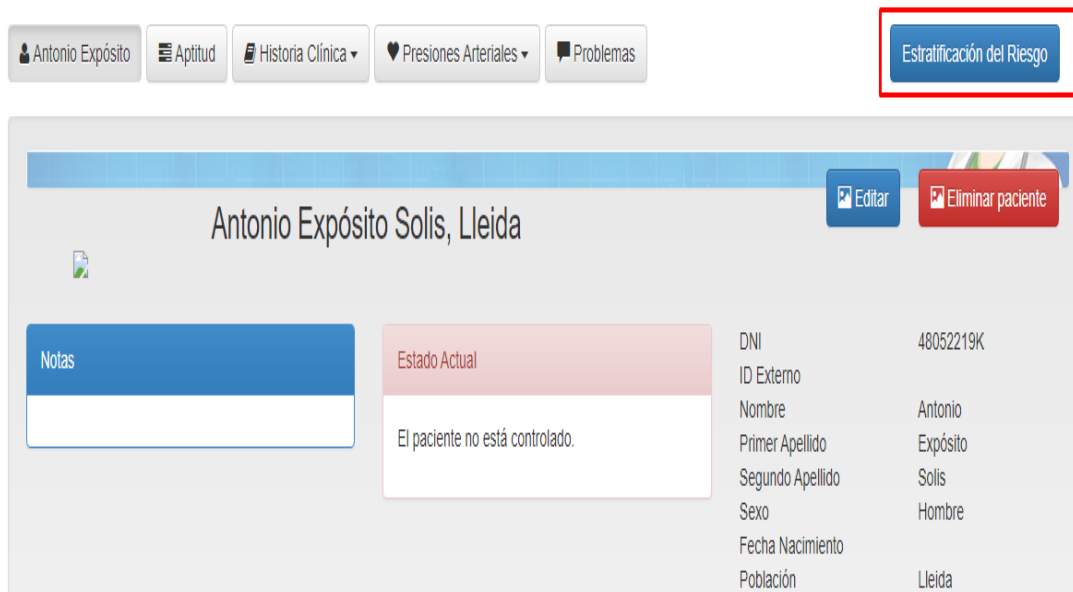 Antonio Expósito Aptitud Historia Clínica Presiones Arteriales Problemas Estratificación del Riesgo
Editar Eliminar paciente
Antonio Expósito Solis, Lleida
Notas
Estado Actual
El paciente no está controlado.
DNI 48052219K
ID Externo
Nombre Antonio
Primer Apellido Expósito
Segundo Apellido Solis
Sexo Hombre
Fecha Nacimiento
Población Lleida